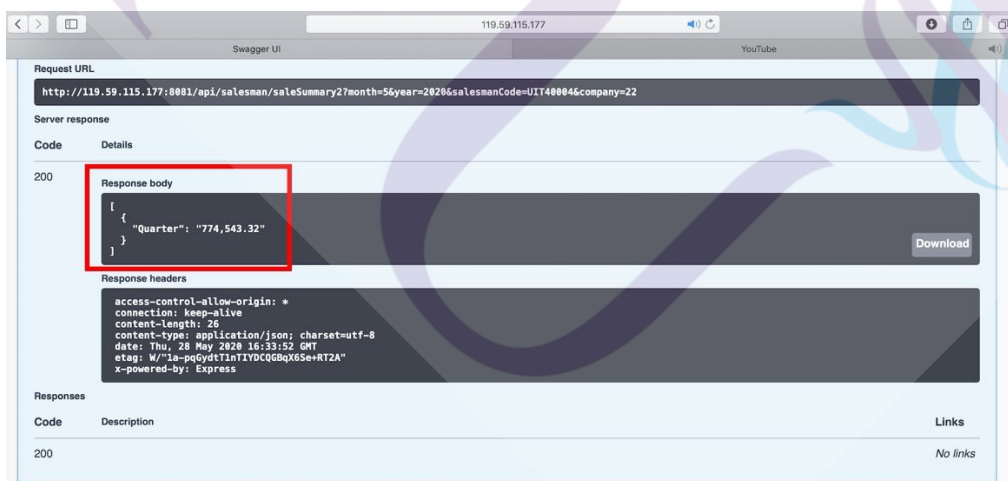 119.59.115.177
Swagger UI
YouTube
Request URL
http://119.59.115.177:8081/api/salesman/saleSummary2?month=5&year=2020&salesmanCode=UIT40004&company=22
Server response
Code Details
200
Response body
[
{
"Quarter": "774,543.32"
}
]
Download
Response headers
access-control-allow-origin: *
connection: keep-alive
content-length: 26
content-type: application/json; charset=utf-8
date: Thu, 28 May 2020 16:33:52 GMT
etag: W/"1a-pqGydtT1nTIYDCQGBqX6Se+RT2A"
x-powered-by: Express
Responses
Code Description Links
200 No links